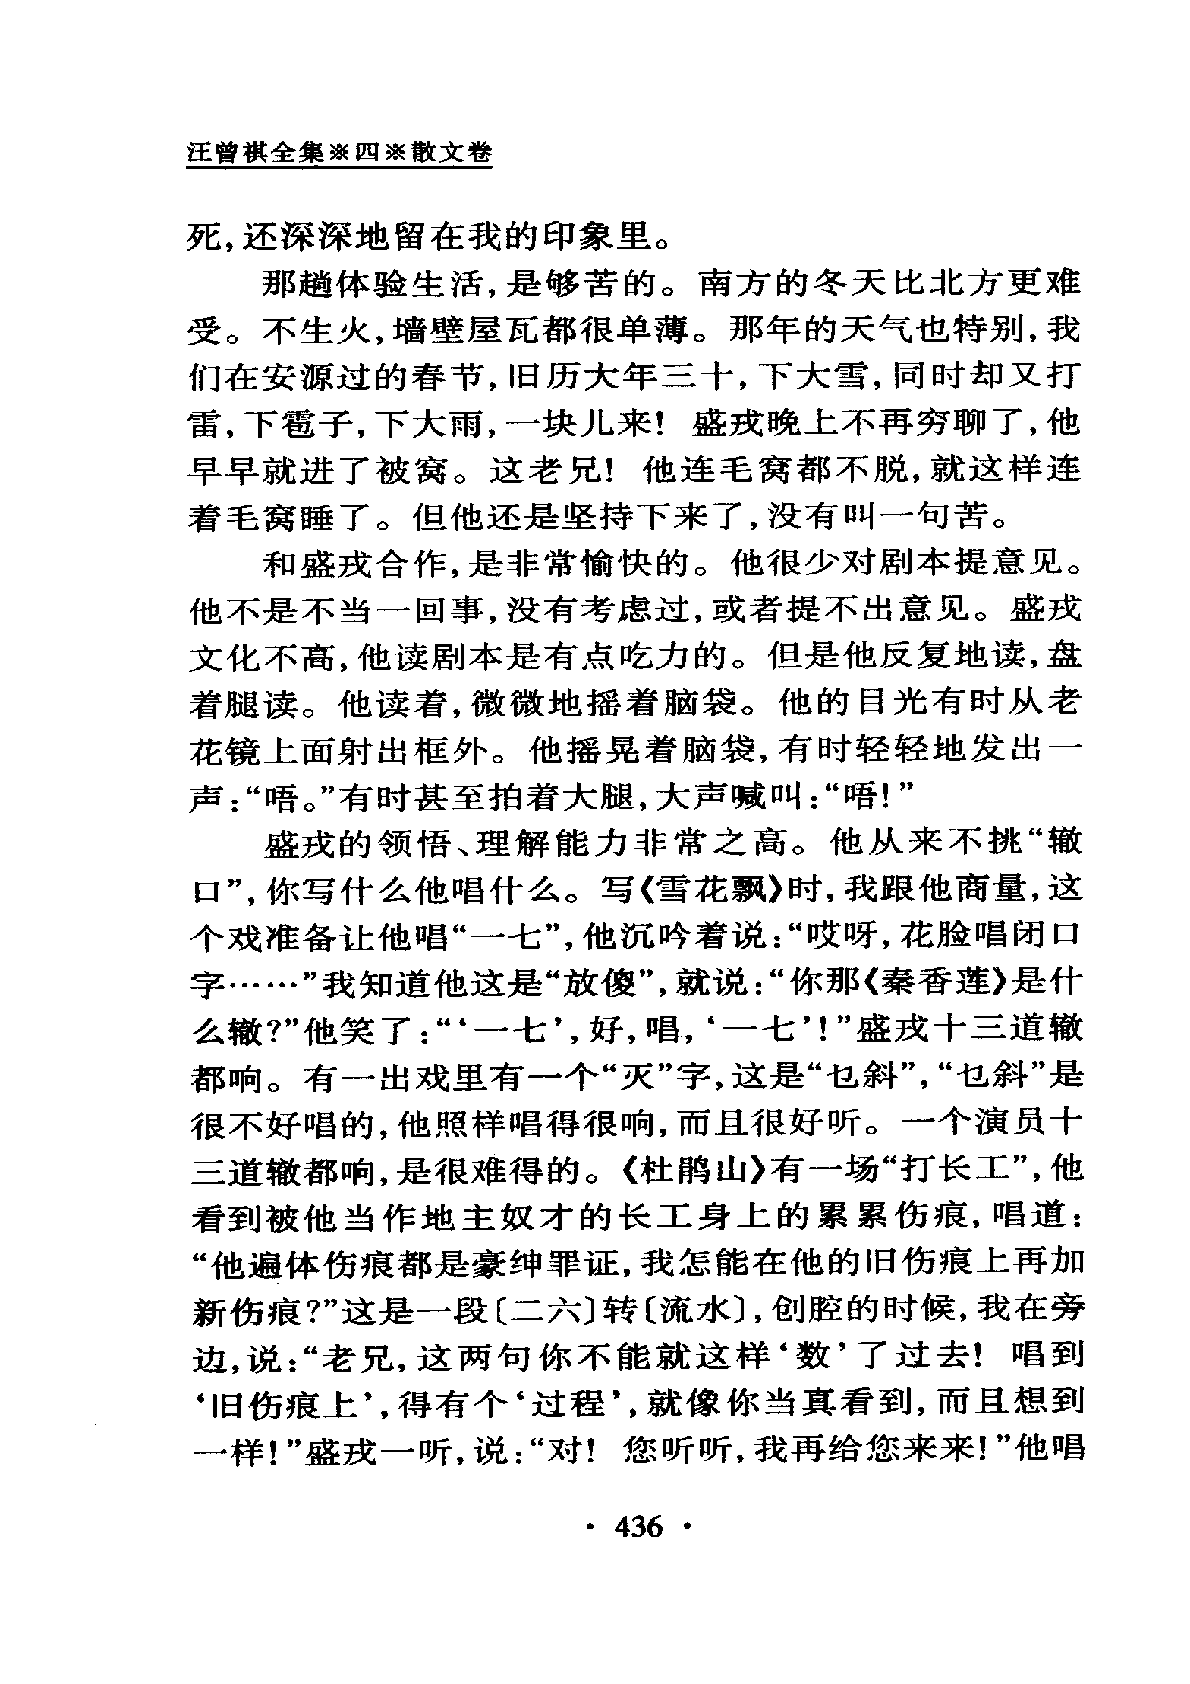 汪曾祺全集※四※散文卷
死,还深深地留在我的印象里。
那趟体验生活,是够苦的。南方的冬天比北方更难
受。不生火,墙壁屋瓦都很单薄。那年的天气也特别,我
们在安源过的春节,旧历大年三十,下大雪,同时却又打
雷,下雹子,下大雨,一块儿来! 盛戎晚上不再穷聊了,他
早早就进了被窝。这老兄! 他连毛窝都不脱,就这样连
着毛窝睡了。但他还是坚持下来了,没有叫一句苦。
和盛戎合作,是非常愉快的。他很少对剧本提意见。
他不是不当一回事,没有考虑过,或者提不出意见。盛戎
文化不高,他读剧本是有点吃力的。但是他反复地读,盘
着腿读。他读着,微微地摇着脑袋。他的目光有时从老
花镜上面射出框外。他摇晃着脑袋,有时轻轻地发出一
声:“唔。”有时甚至拍着大腿,大声喊叫:“唔!”
盛戎的领悟、理解能力非常之高。他从来不挑“辙
口”,你写什么他唱什么。写《雪花飘》时,我跟他商量,这
个戏准备让他唱“一七”,他沉吟着说:“哎呀,花脸唱闭口
字……”我知道他这是“放傻”,就说:“你那《秦香莲》是什
么辙?”他笑了:“‘一七’,好,唱,‘一七’!”盛戎十三道辙
都响。有一出戏里有一个“灭”字,这是“乜斜”,“乜斜”是
很不好唱的,他照样唱得很响,而且很好听。一个演员十
三道辙都响,是很难得的。《杜鹃山》有一场“打长工”,他
看到被他当作地主奴才的长工身上的累累伤痕,唱道:
“他遍体伤痕都是豪绅罪证,我怎能在他的旧伤痕上再加
新伤痕?”这是一段〔二六〕转〔流水〕,创腔的时候,我在旁
边,说:“老兄,这两句你不能就这样‘数’了过去! 唱到
‘旧伤痕上’,得有个‘过程’,就像你当真看到,而且想到
一样!”盛戎一听,说:“对! 您听听,我再给您来来!”他唱
· 436 ·